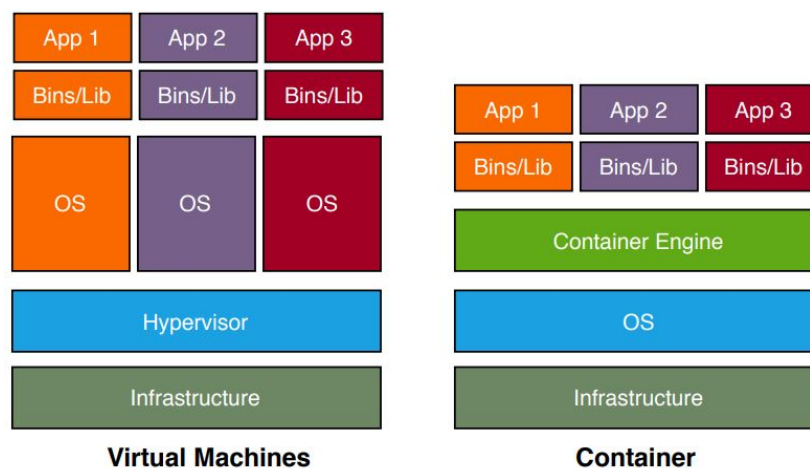 App 1
App 2
App 3
Bins/Lib
Bins/Lib
Bins/Lib
OS
OS
OS
Hypervisor
Infrastructure
Virtual Machines
App 1
App 2
App 3
Bins/Lib
Bins/Lib
Bins/Lib
Container Engine
OS
Infrastructure
Container